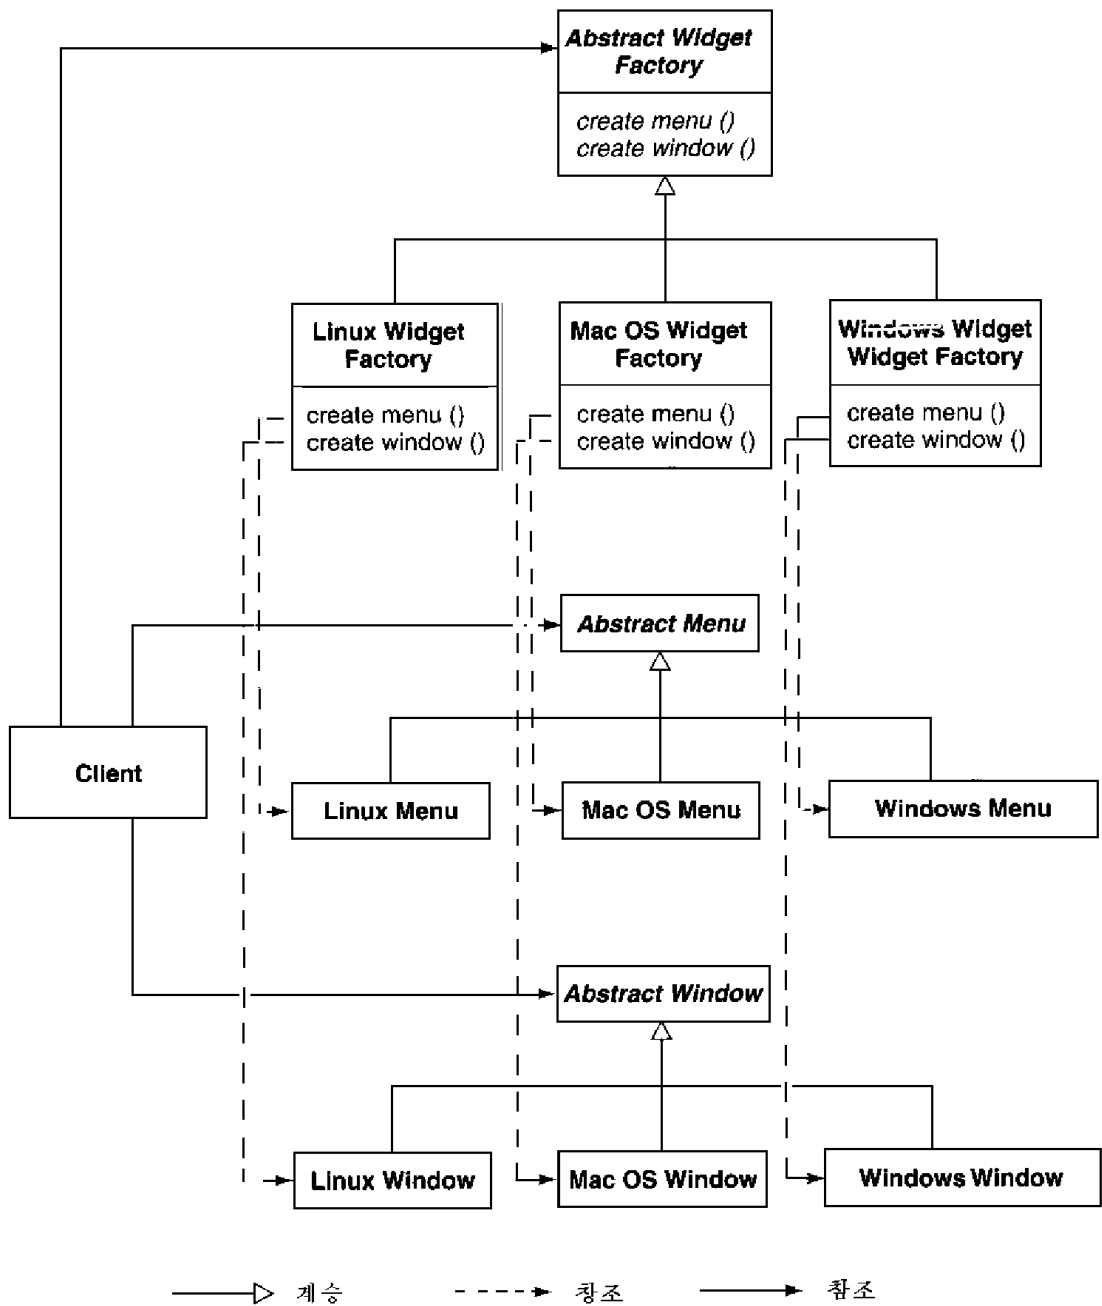 Abstract Widget
Factory
create menu ()
create window ()
Linux Widget
Factory
create menu ()
create window ()
Mac OS Widget
Factory
create menu ()
create window ()
Windows Widget
Widget Factory
create menu ()
create window ()
Abstract Menu
Client
Linux Menu
Mac OS Menu
Windows Menu
Abstract Window
Linux Window
Mac OS Window
Windows Window
계승
창조
참조